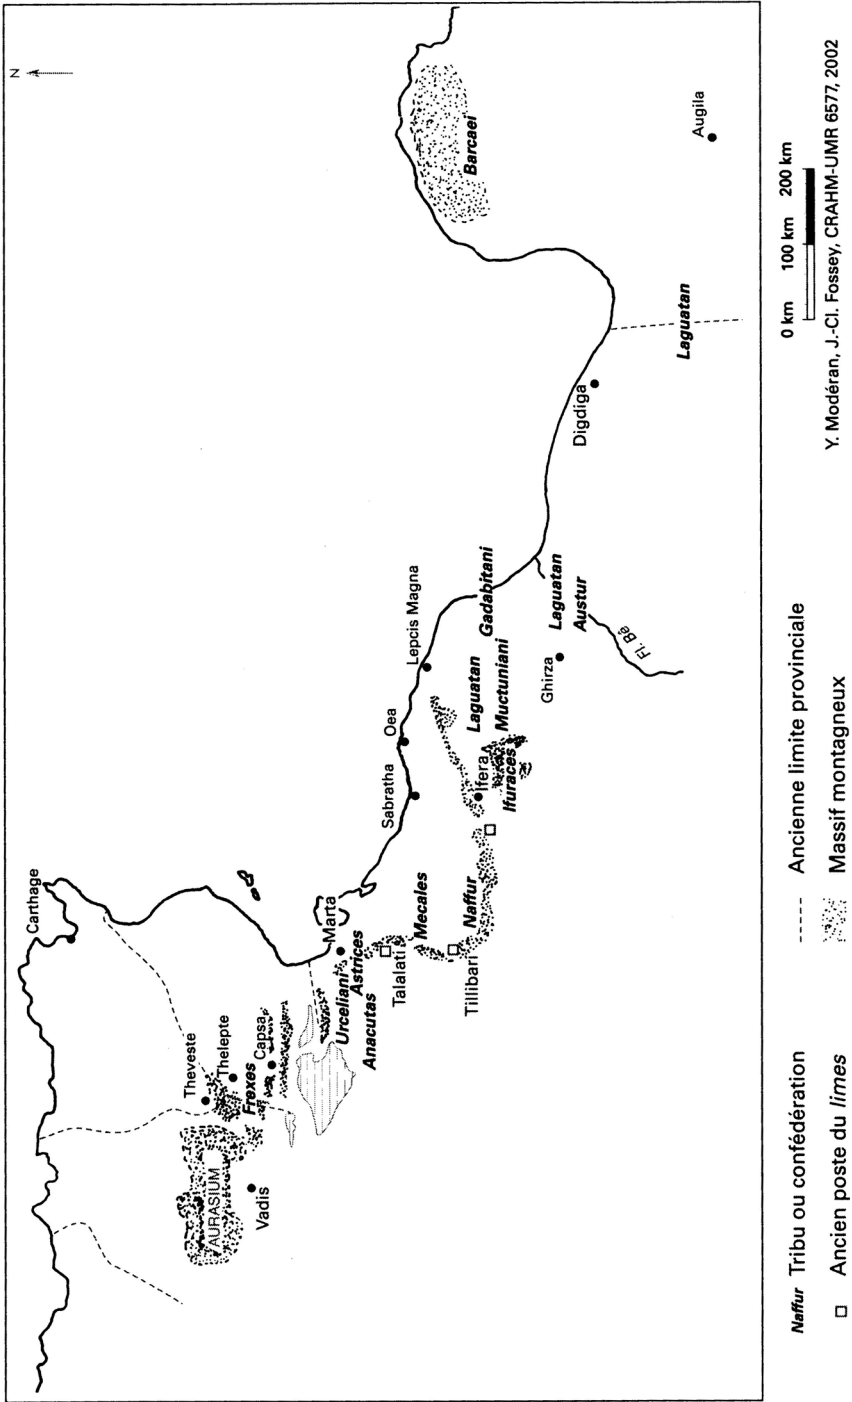 N
Carthage
Theveste
Thelepte
Capsa
Frexes
AURASIUM
Vadis
Marta
Urceliani
Astrices
Anacutas
Talalati
Mecales
Tillibari
Naffur
Sabratha
Oea
Lepcis Magna
Ifera
Ifuraces
Laguatan
Muctuniani
Gadabitani
Ghirza
Laguatan
Austur
Fl. Bê
Digdiga
Laguatan
Barcaei
Augila
Naffur Tribu ou confédération
Ancien poste du limes
Ancienne limite provinciale
Massif montagneux
0 km 100 km 200 km
Y. Modéran, J.-Cl. Fossey, CRAHM-UMR 6577, 2002